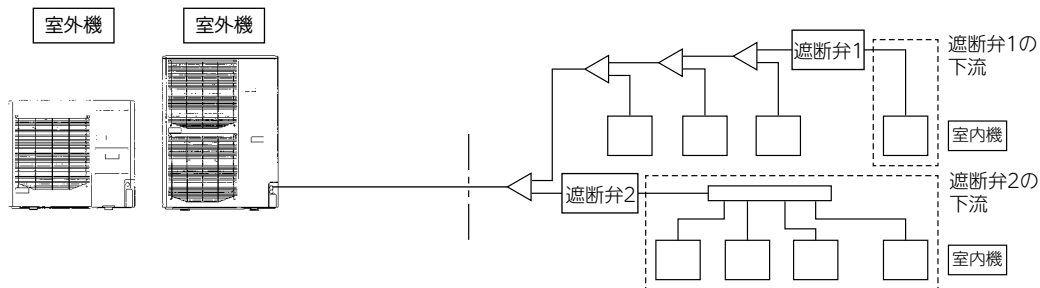 室外機
室外機
遮断弁1
遮断弁1の
下流
室内機
遮断弁2
遮断弁2の
下流
室内機